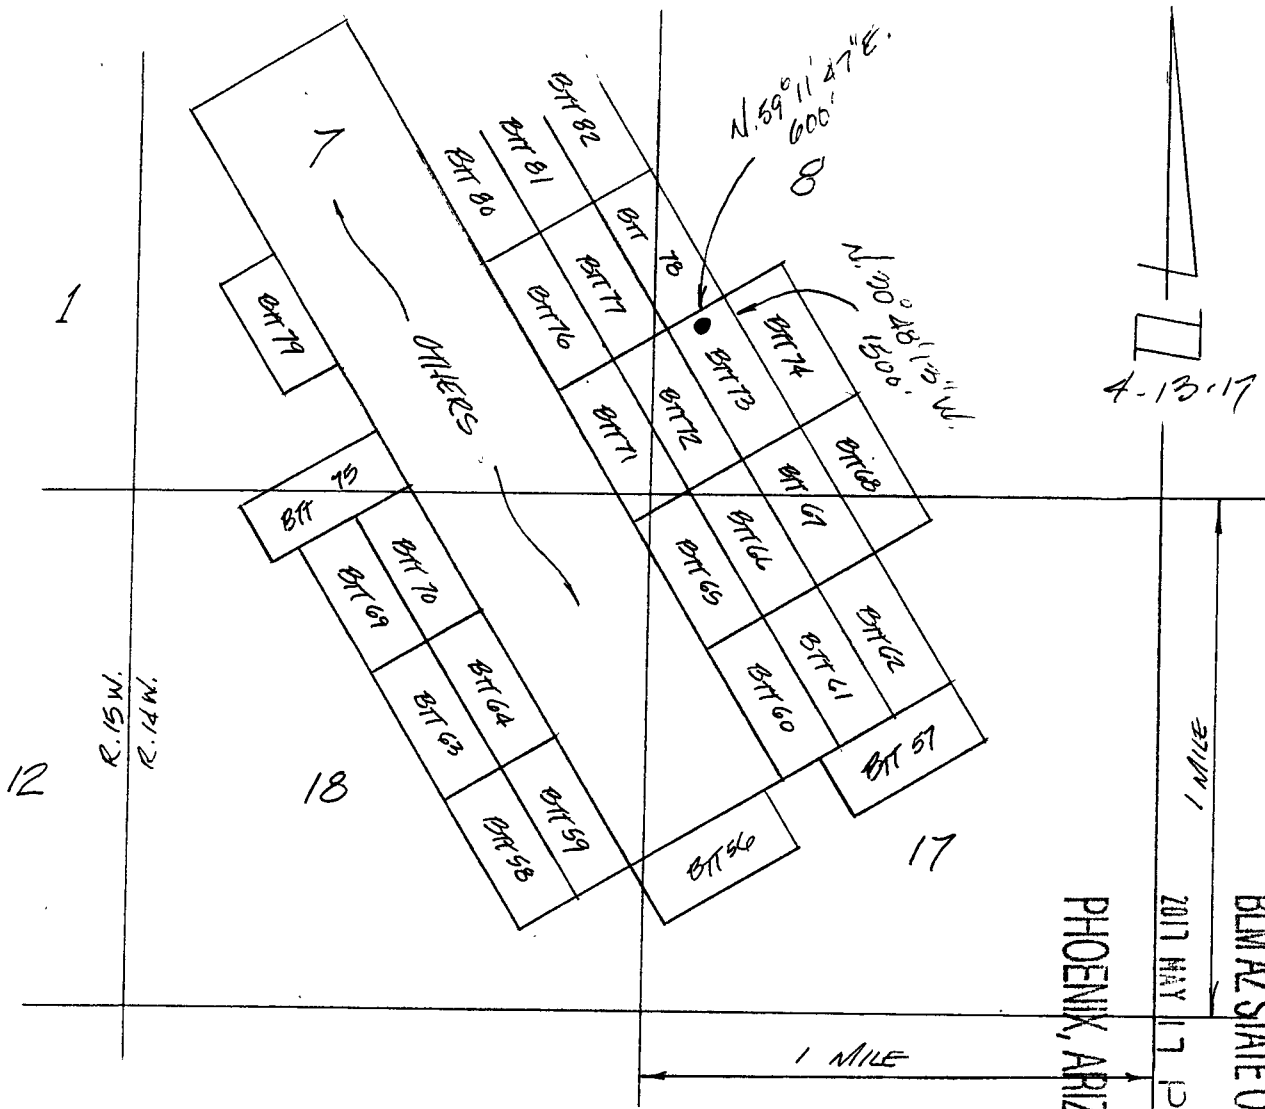 N. 59° 11' 47" E.
600'
8
7
BTT 82
BTT 81
BTT 80
BTT 78
BTT 77
BTT 76
N. 30° 48' 13" W.
1500'
BTT 74
BTT 73
BTT 72
BTT 71
1
BTT 79
OTHERS
4-13-17
BTT 75
BTT 68
BTT 67
BTT 66
BTT 65
BTT 70
BTT 69
BTT 62
BTT 61
BTT 60
BTT 64
BTT 63
R. 15 W.
R. 14 W.
12
18
BTT 57
BTT 59
BTT 58
BTT 56
17
1 MILE
1 MILE
BLM AZ STATE O
2017 MAY 17 P
PHOENIX, ARIZ